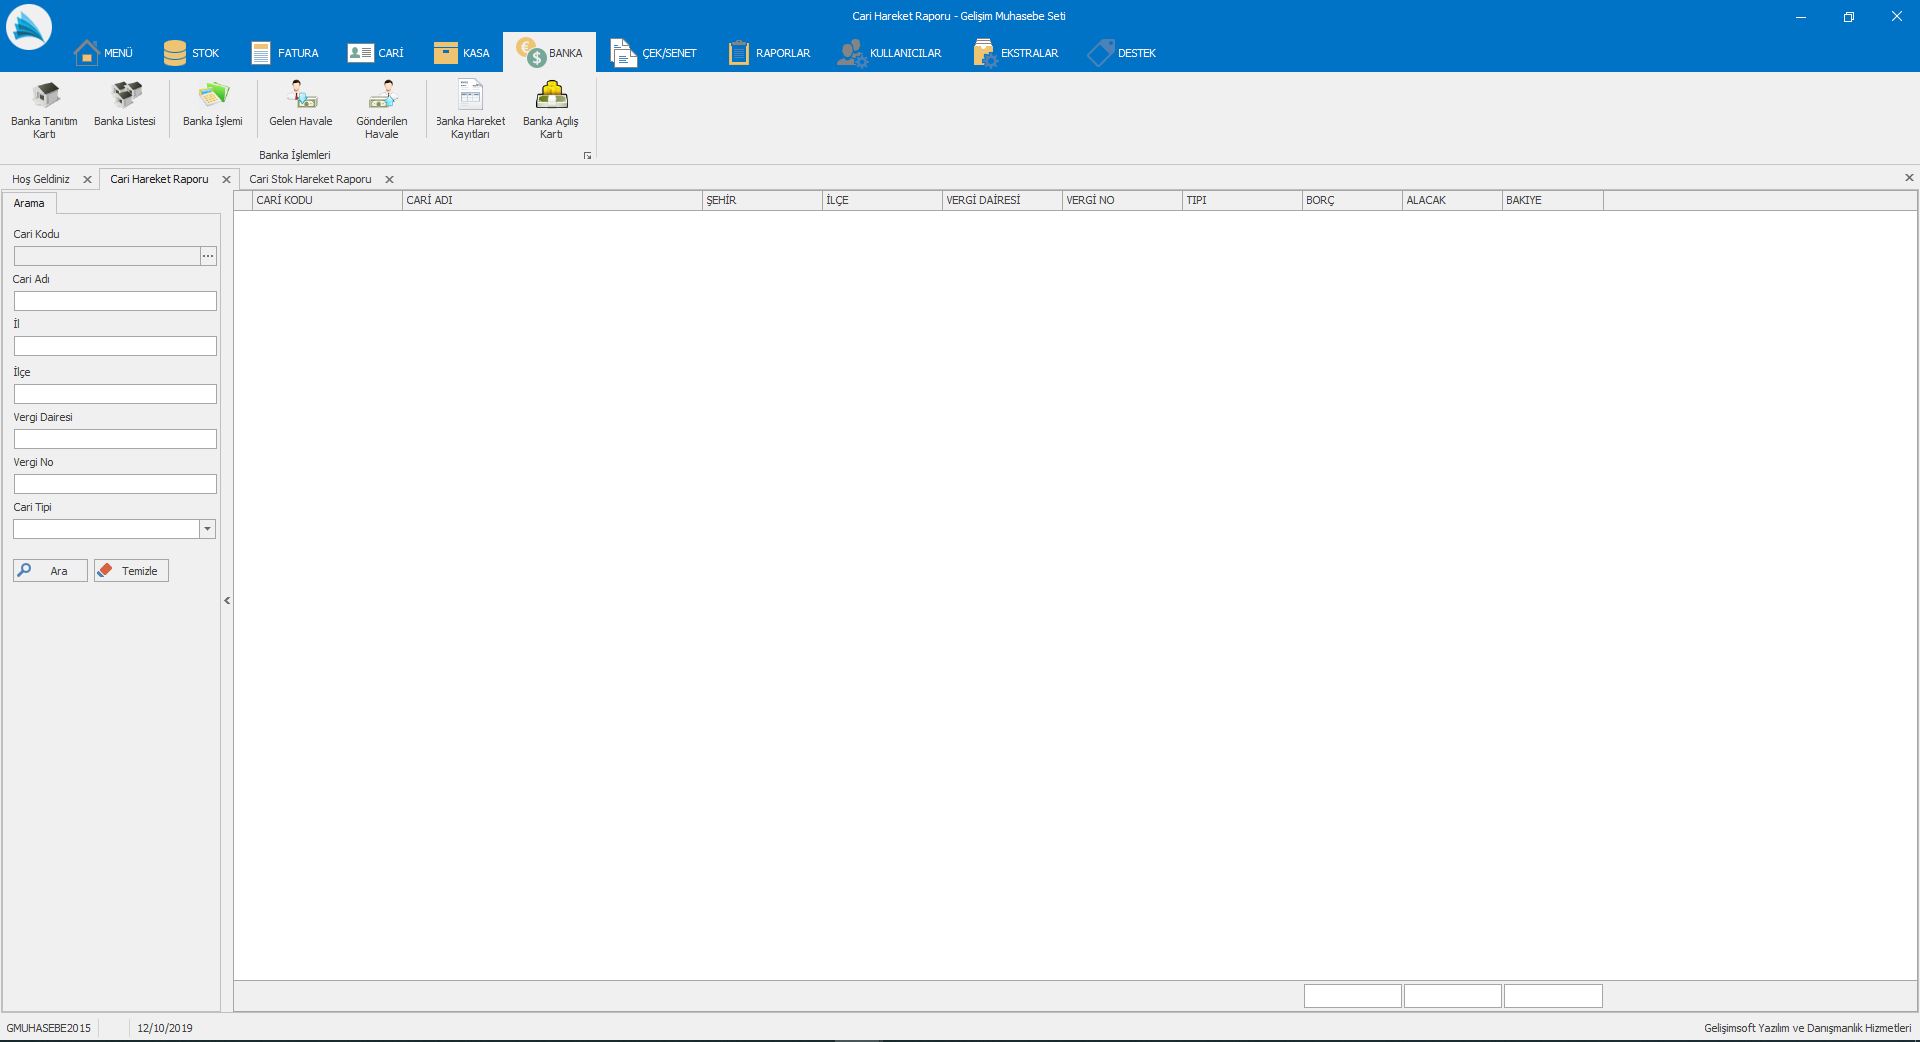 Cari Hareket Raporu - Gelişim Muhasebe Seti
MENÜ STOK FATURA CARİ KASA BANKA ÇEK/SENET RAPORLAR KULLANICILAR EKSTRALAR DESTEK
Banka Tanıtım Kartı
Banka Listesi
Banka İşlemi
Gelen Havale
Gönderilen Havale
Banka Hareket Kayıtları
Banka Açılış Kartı
Banka İşlemleri
Hoş Geldiniz Cari Hareket Raporu Cari Stok Hareket Raporu
Arama
CARİ KODU CARİ ADI ŞEHİR İLÇE VERGİ DAİRESİ VERGİ NO TIPI BORÇ ALACAK BAKIYE
Cari Kodu
Cari Adı
İl
İlçe
Vergi Dairesi
Vergi No
Cari Tipi
Ara Temizle
GMUHASEBE2015 12/10/2019 Gelişimsoft Yazılım ve Danışmanlık Hizmetleri